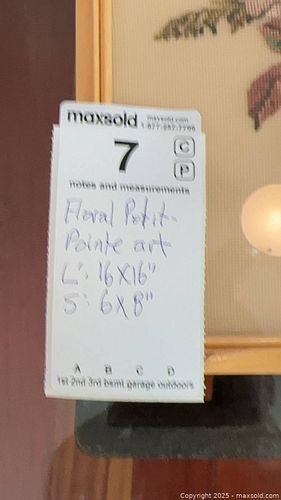 maxsold maxsold.com
1-877-257-7766
7
C
P
notes and measurements
Floral Petit-
Pointe art
L: 16X16"
S: 6X8"
A B C D
1st 2nd 3rd bsmt garage outdoors
Copyright 2025 - maxsold.com